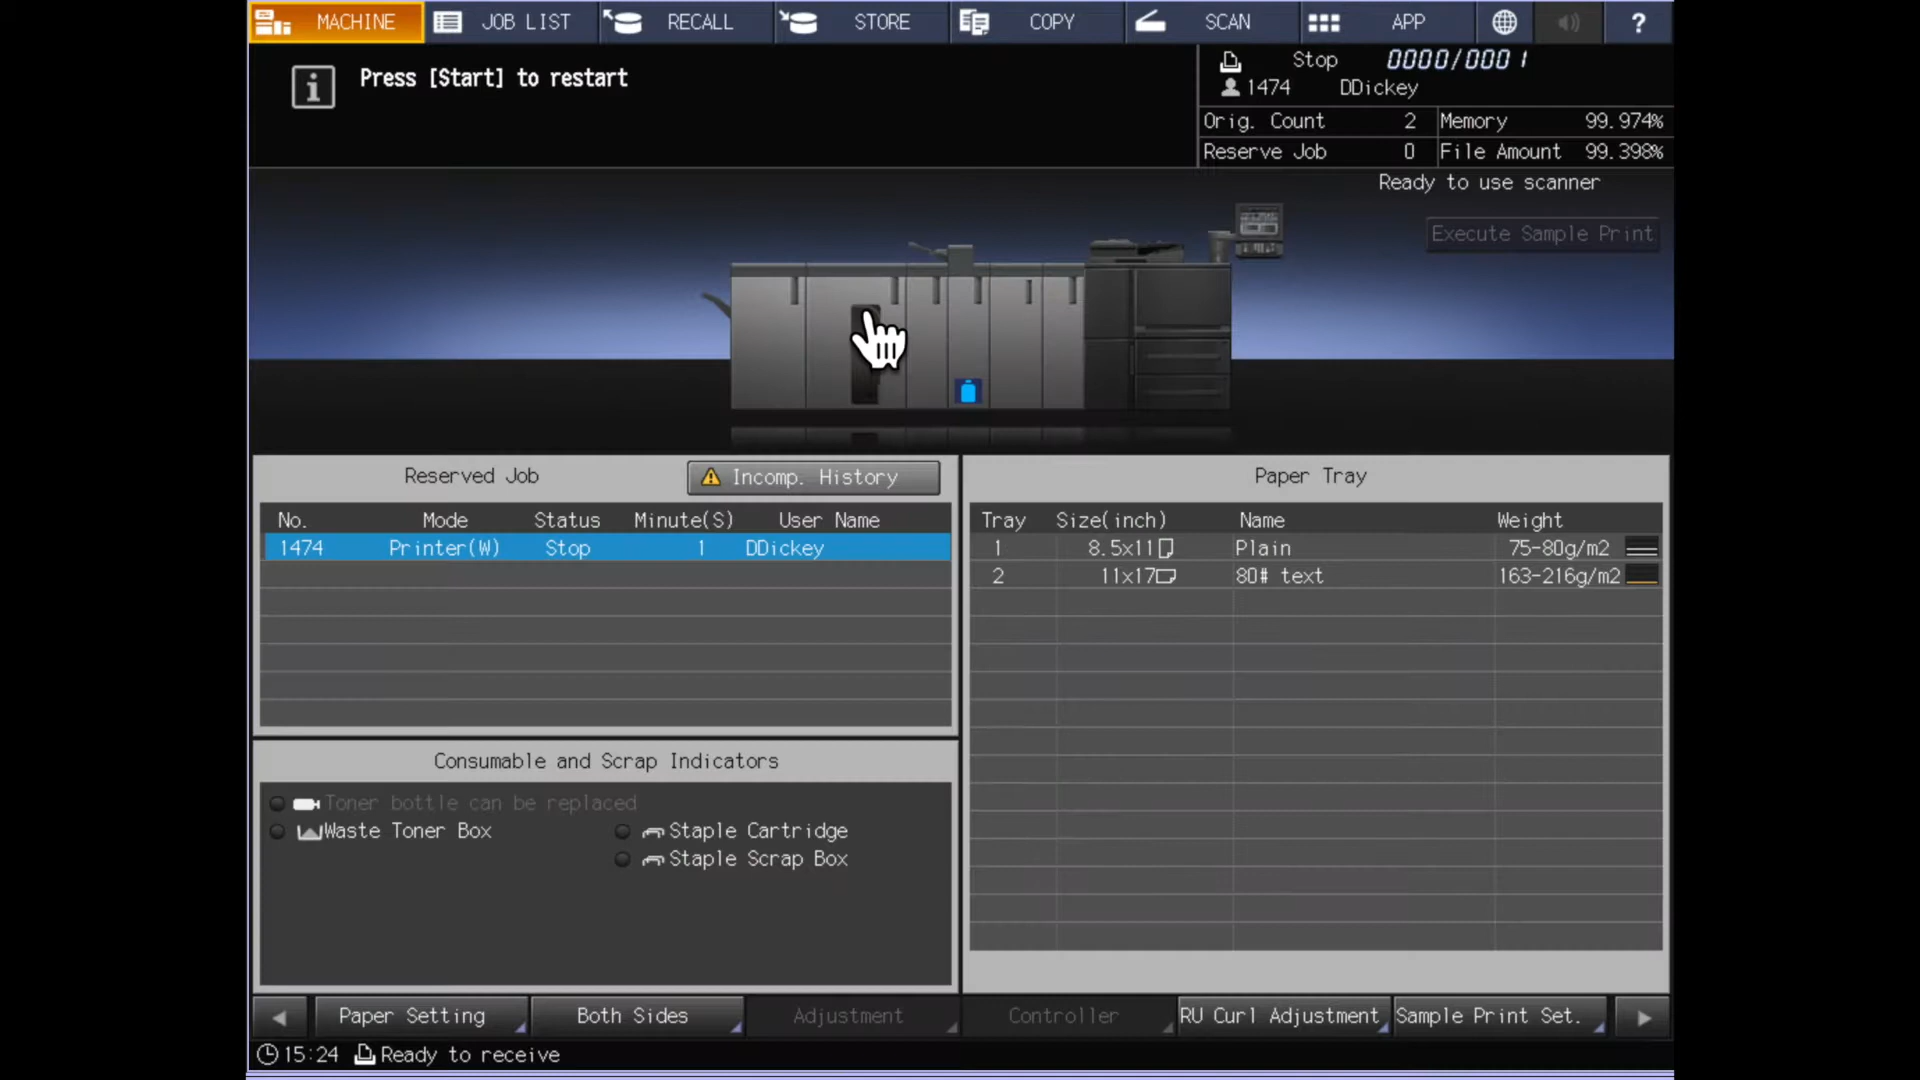 MACHINE JOB LIST RECALL STORE COPY SCAN APP ?
Press [Start] to restart
Stop 0000/0001
1474 DDickey
Orig. Count 2 Memory 99.974%
Reserve Job 0 File Amount 99.398%
Ready to use scanner
Execute Sample Print
Reserved Job Incomp. History
No. Mode Status Minute(S) User Name
1474 Printer(W) Stop 1 DDickey
Consumable and Scrap Indicators
Toner bottle can be replaced
Waste Toner Box Staple Cartridge
Staple Scrap Box
Paper Tray
Tray Size(inch) Name Weight
1 8.5x11 Plain 75-80g/m2
2 11x17 80# text 163-216g/m2
Paper Setting Both Sides Adjustment Controller RU Curl Adjustment Sample Print Set.
15:24 Ready to receive